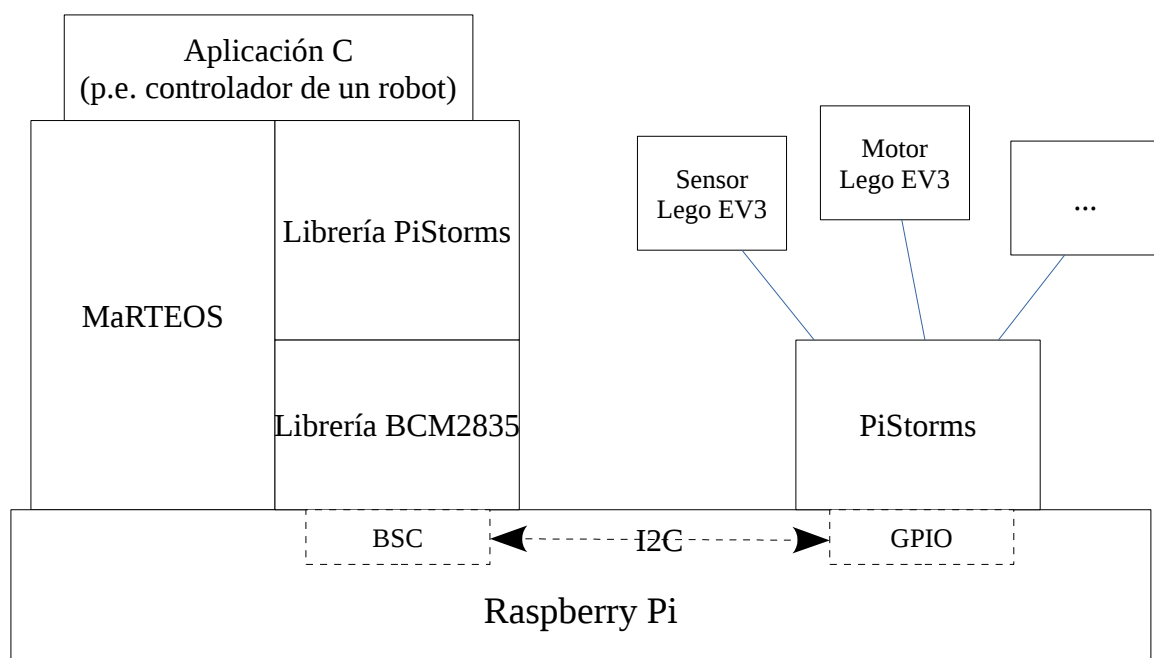 Aplicación C
(p.e. controlador de un robot)
MaRTEOS
Librería PiStorms
Librería BCM2835
Sensor
Lego EV3
Motor
Lego EV3
...
PiStorms
BSC
I2C
GPIO
Raspberry Pi